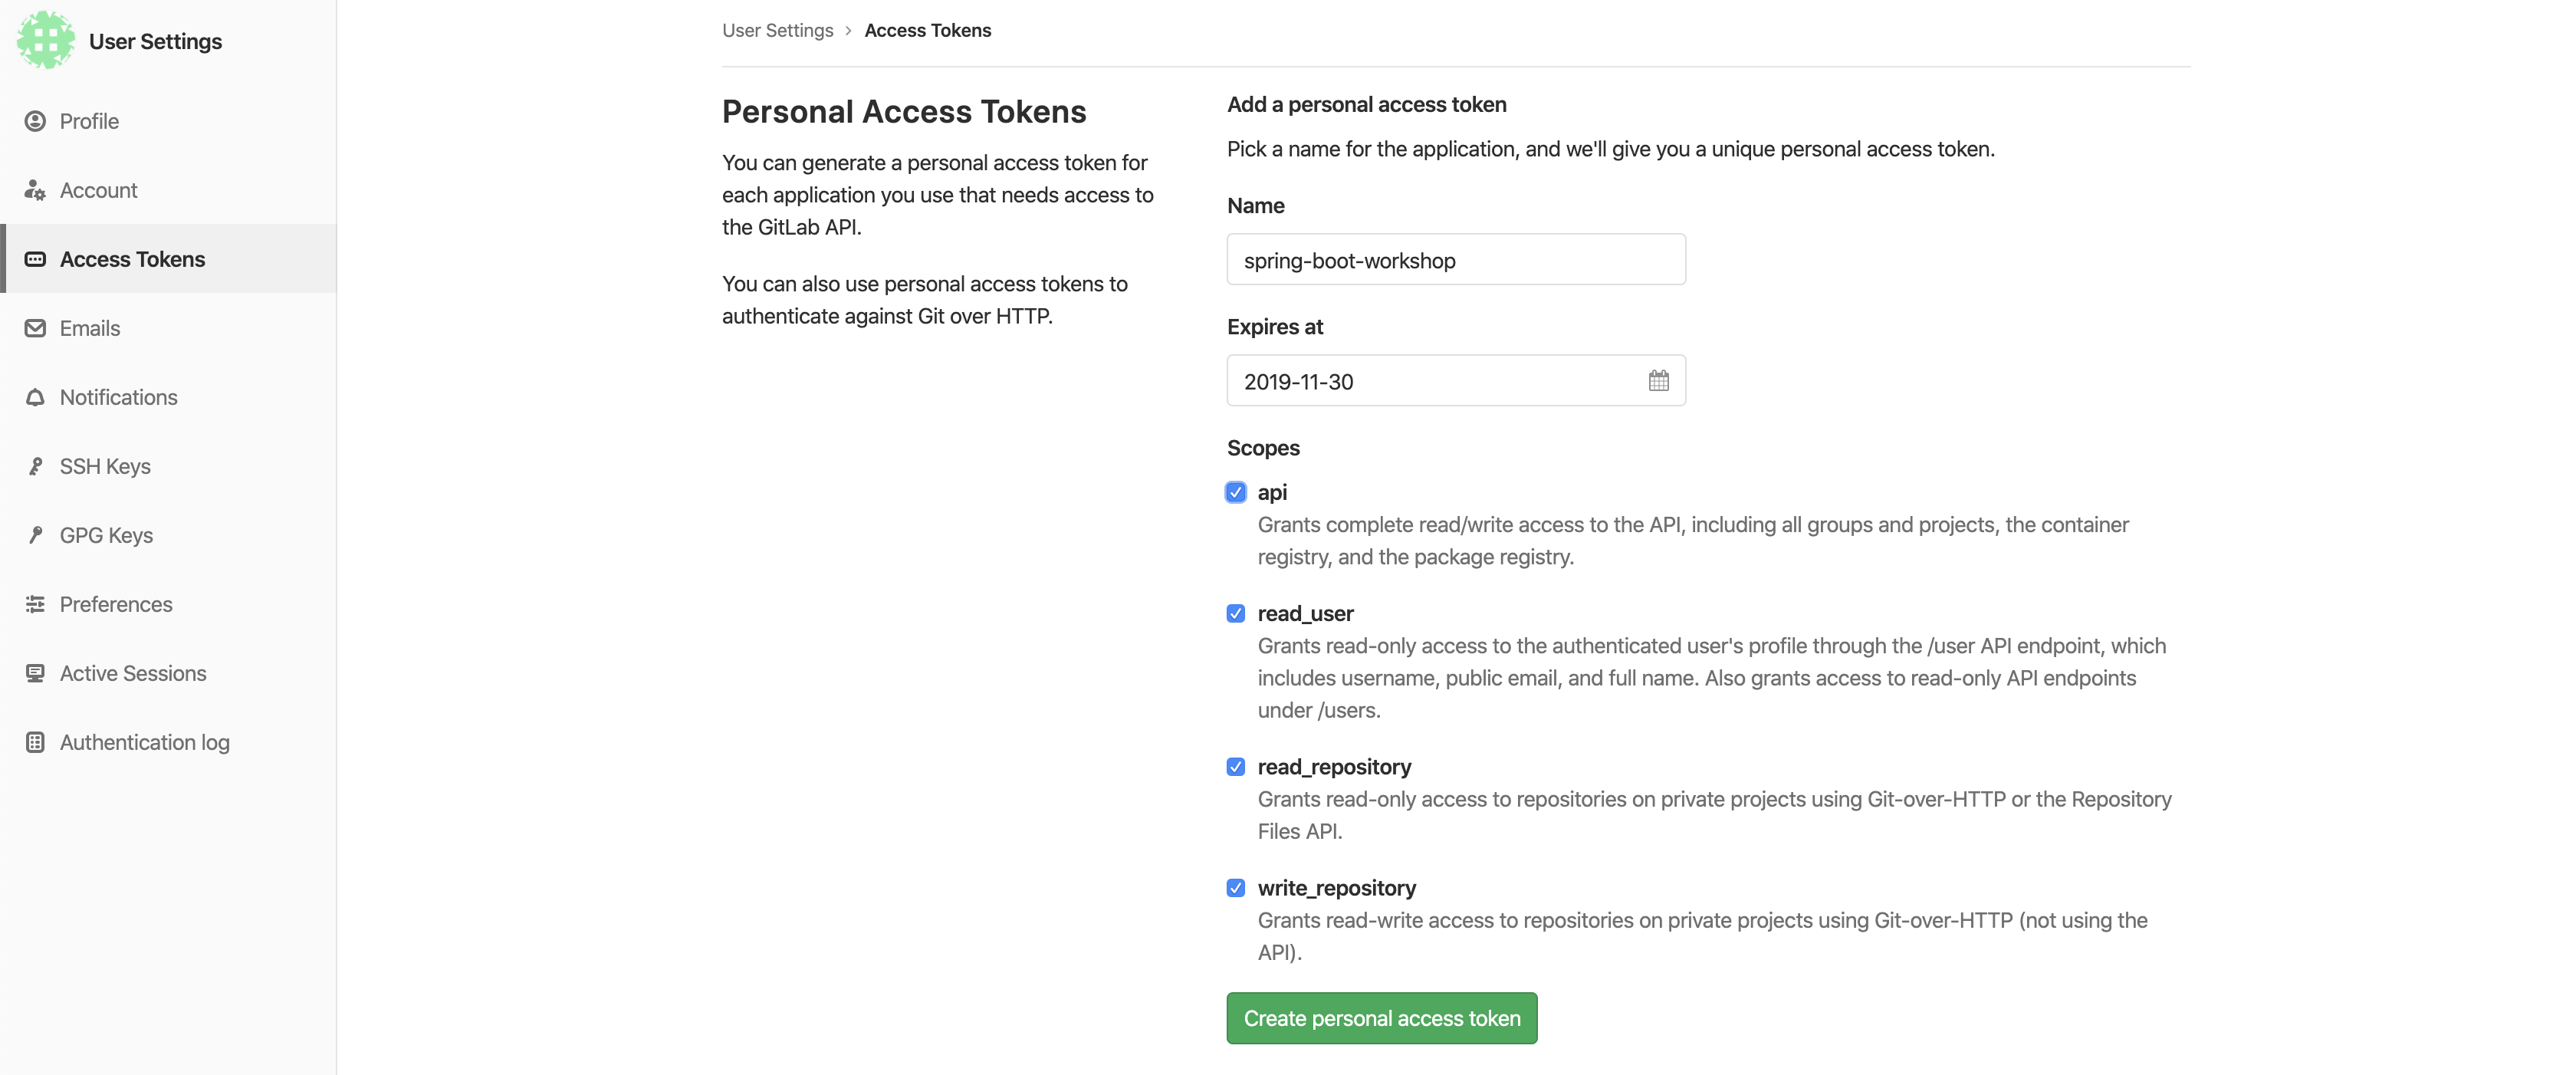 User Settings
Profile
Account
Access Tokens
Emails
Notifications
SSH Keys
GPG Keys
Preferences
Active Sessions
Authentication log
User Settings > Access Tokens
Personal Access Tokens
You can generate a personal access token for
each application you use that needs access to
the GitLab API.
You can also use personal access tokens to
authenticate against Git over HTTP.
Add a personal access token
Pick a name for the application, and we'll give you a unique personal access token.
Name
spring-boot-workshop
Expires at
2019-11-30
Scopes
api
Grants complete read/write access to the API, including all groups and projects, the container
registry, and the package registry.
read_user
Grants read-only access to the authenticated user's profile through the /user API endpoint, which
includes username, public email, and full name. Also grants access to read-only API endpoints
under /users.
read_repository
Grants read-only access to repositories on private projects using Git-over-HTTP or the Repository
Files API.
write_repository
Grants read-write access to repositories on private projects using Git-over-HTTP (not using the
API).
Create personal access token